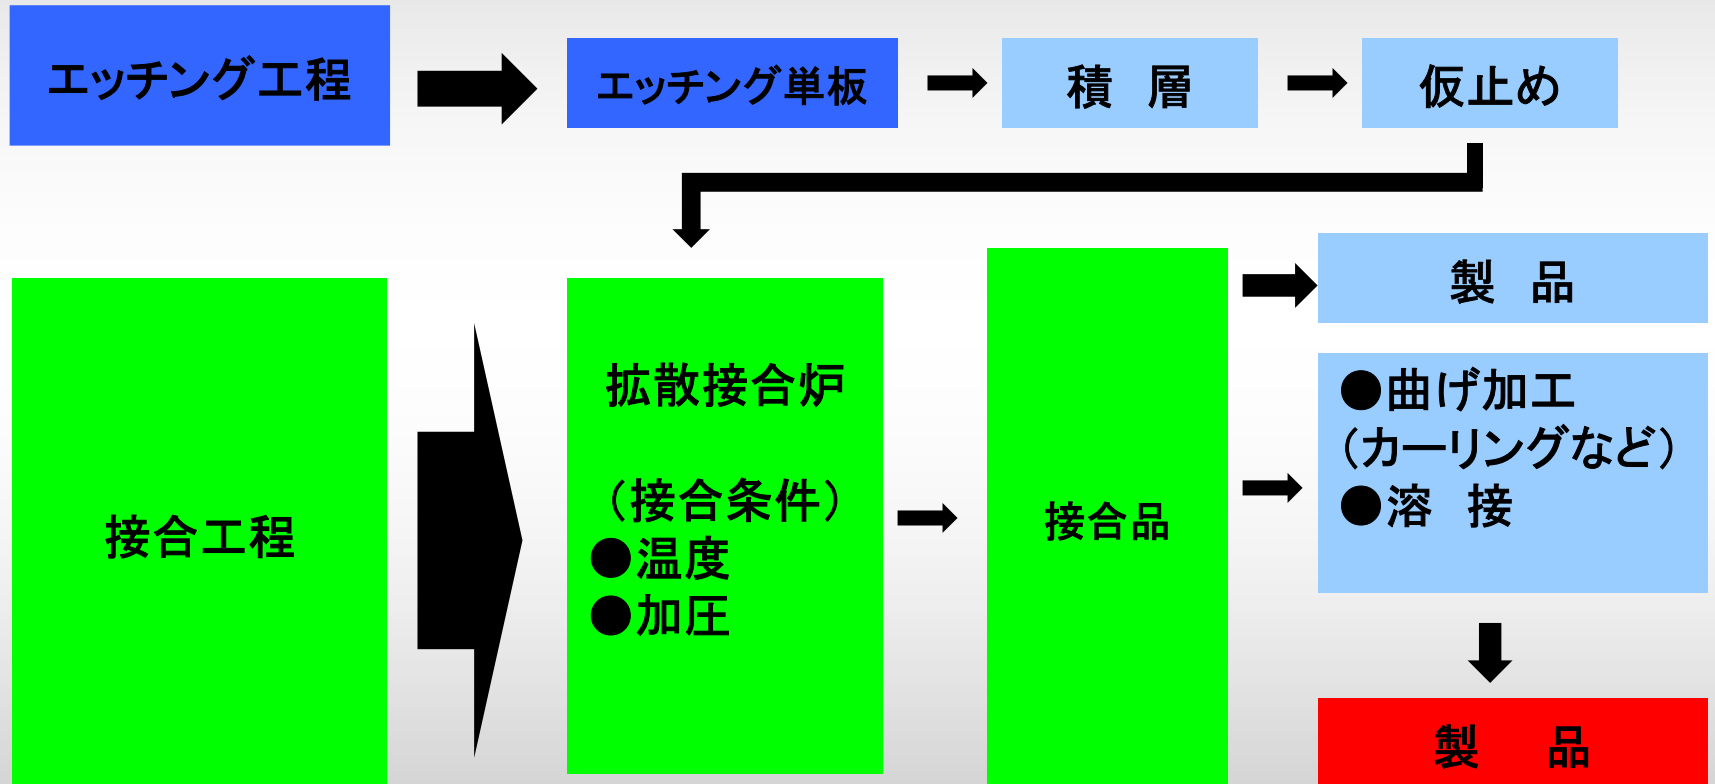 エッチング工程
エッチング単板
積　層
仮止め
接合工程
拡散接合炉
（接合条件）
●温度
●加圧
接合品
製　品
●曲げ加工
（カーリングなど）
●溶　接
製　　品